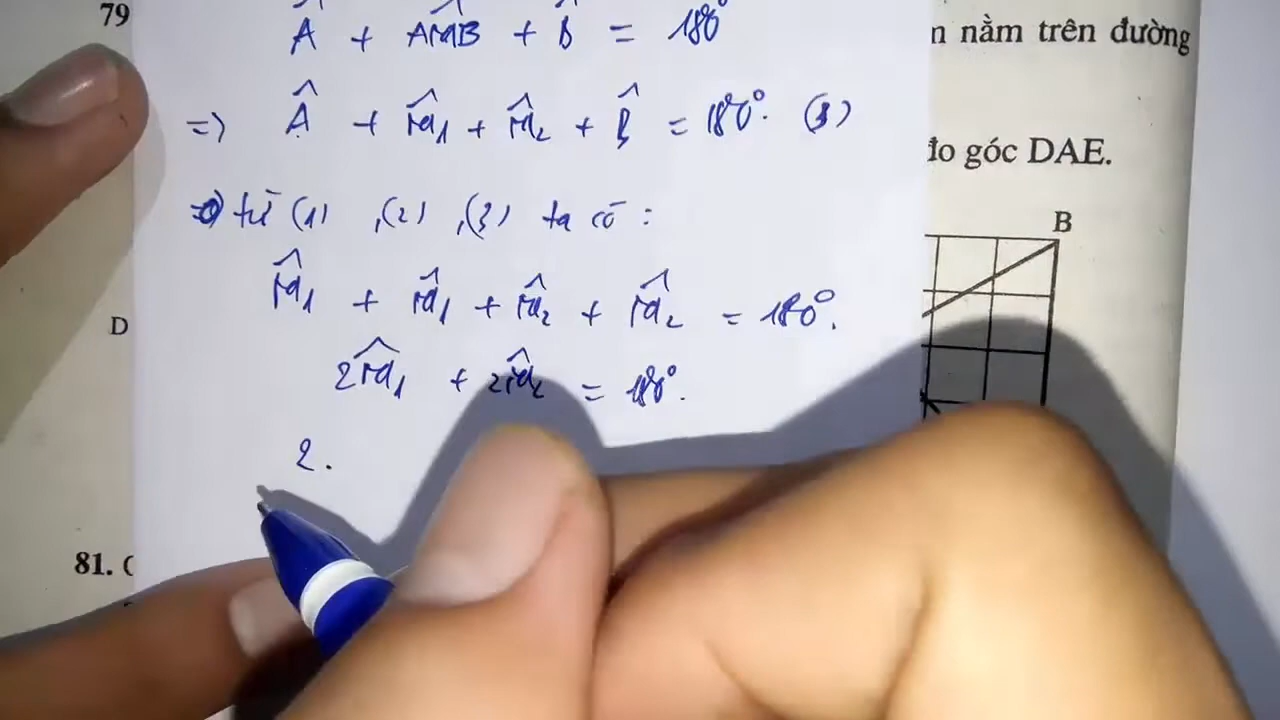 79
Â + AMB̂ + B̂ = 180
n nằm trên đường
=> Â + M̂₁ + M̂₂ + B̂ = 180°. (3)
đo góc DAE.
từ (1) ,(2) ,(3) ta có :
B
M̂₁ + M̂₁ + M̂₂ + M̂₂ = 180°.
D
2M̂₁ + 2M̂₂ = 180°.
2.
81. (